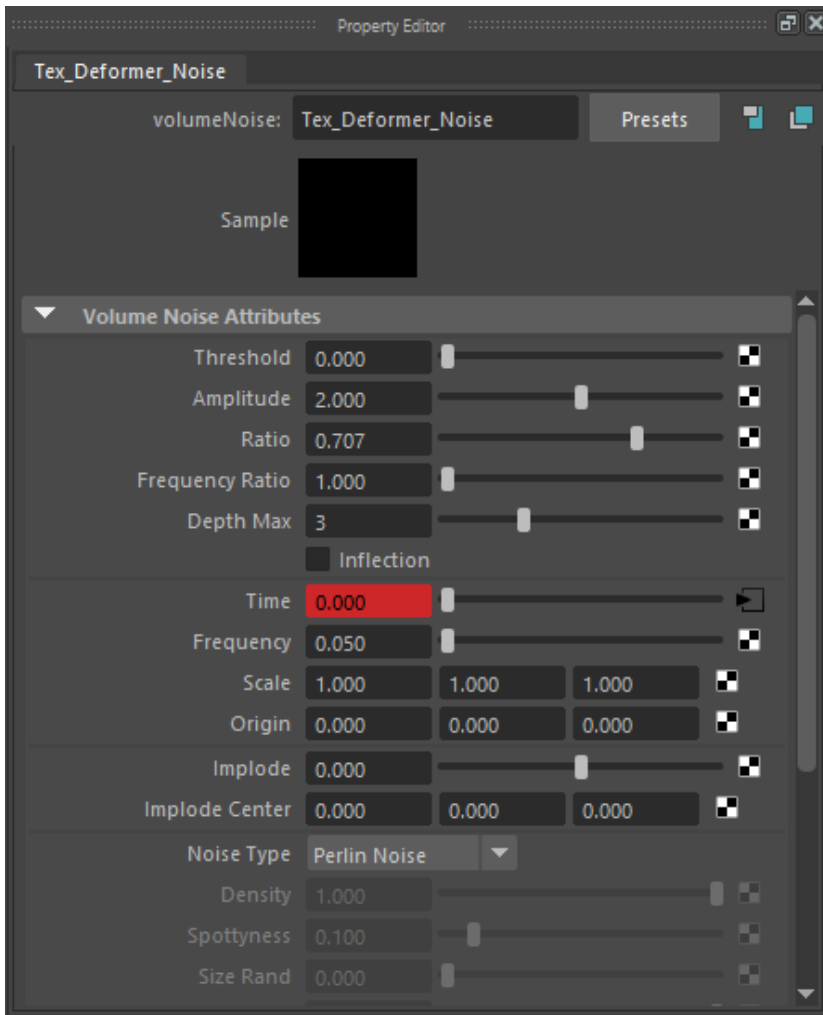 Property Editor
Tex_Deformer_Noise
volumeNoise: Tex_Deformer_Noise Presets
Sample
Volume Noise Attributes
Threshold 0.000
Amplitude 2.000
Ratio 0.707
Frequency Ratio 1.000
Depth Max 3
Inflection
Time 0.000
Frequency 0.050
Scale 1.000 1.000 1.000
Origin 0.000 0.000 0.000
Implode 0.000
Implode Center 0.000 0.000 0.000
Noise Type Perlin Noise
Density 1.000
Spottyness 0.100
Size Rand 0.000